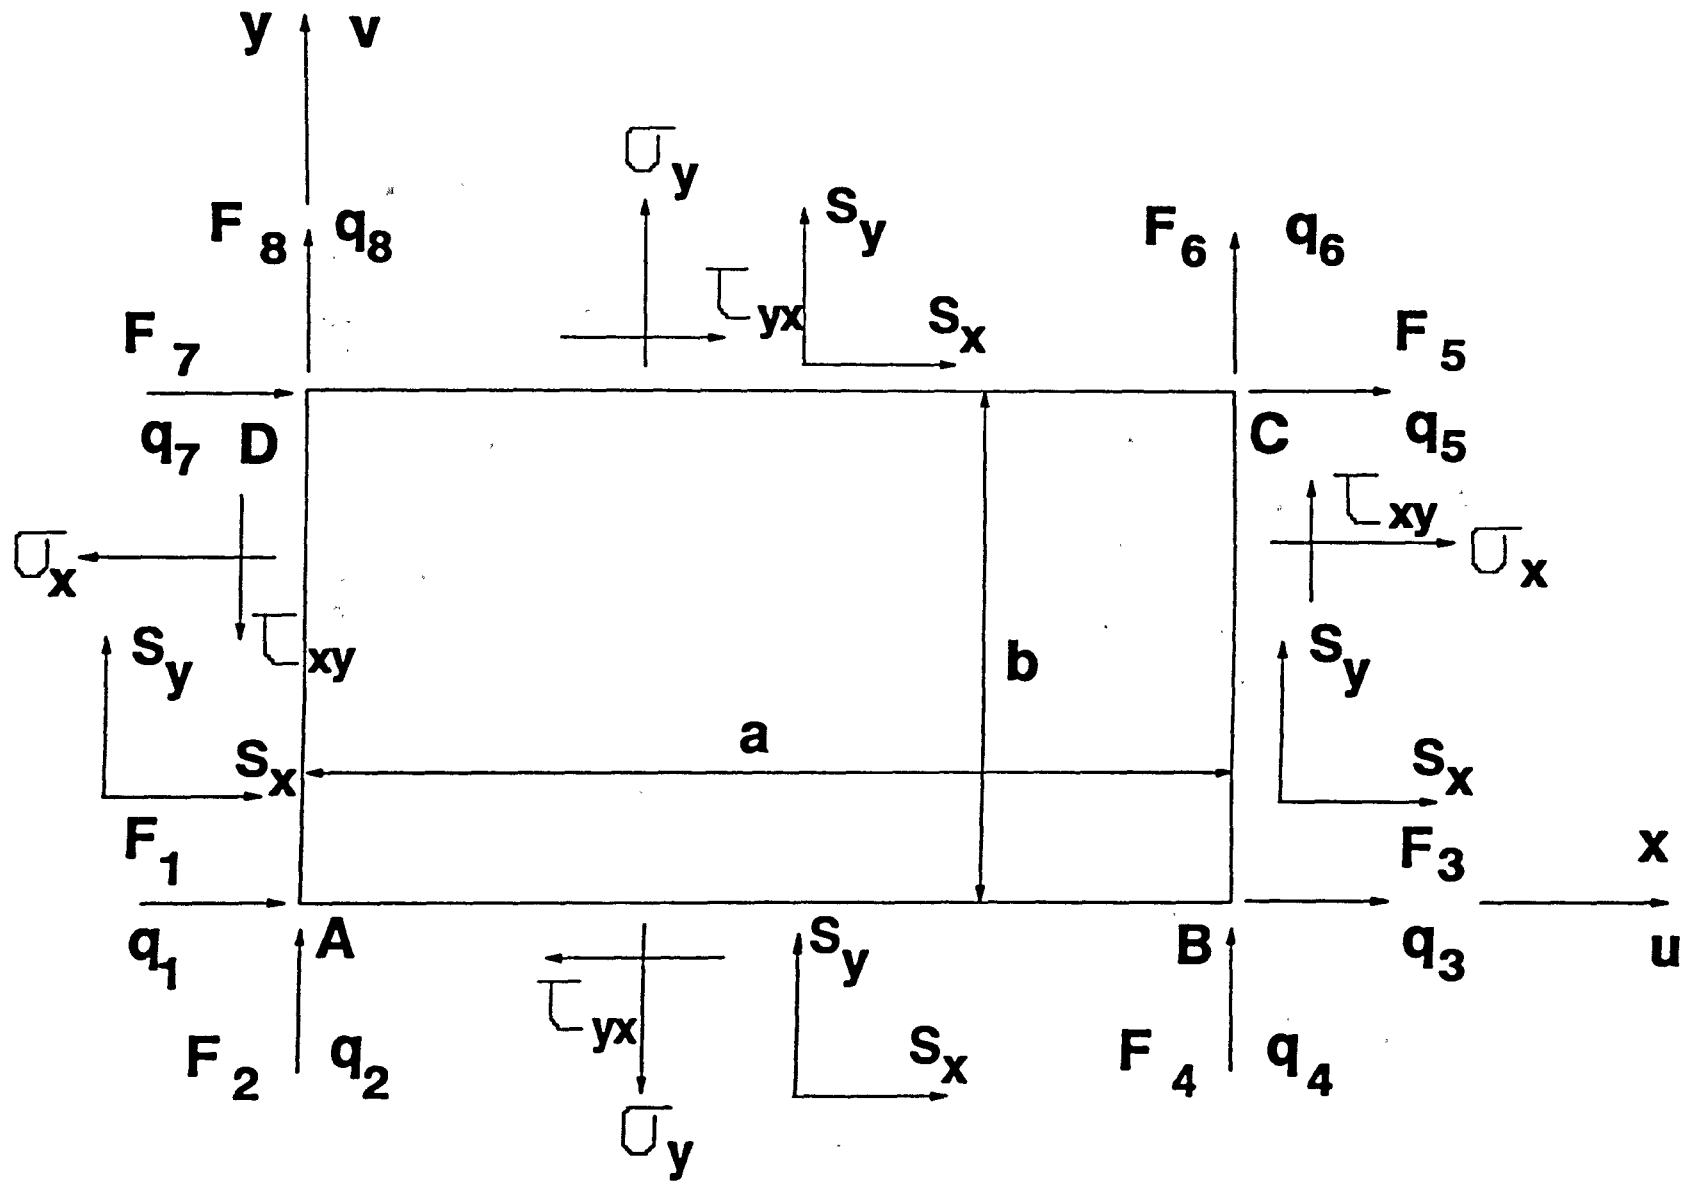 y v
σy
Sy
F8 q8
F6 q6
τyx
Sx
F7
F5
q7 D
C q5
τxy
σx
σx
Sy
τxy
b
Sy
a
Sx
Sx
F1
F3
x
q1
A
Sy
B
q3
u
τyx
F2 q2
Sx
F4 q4
σy